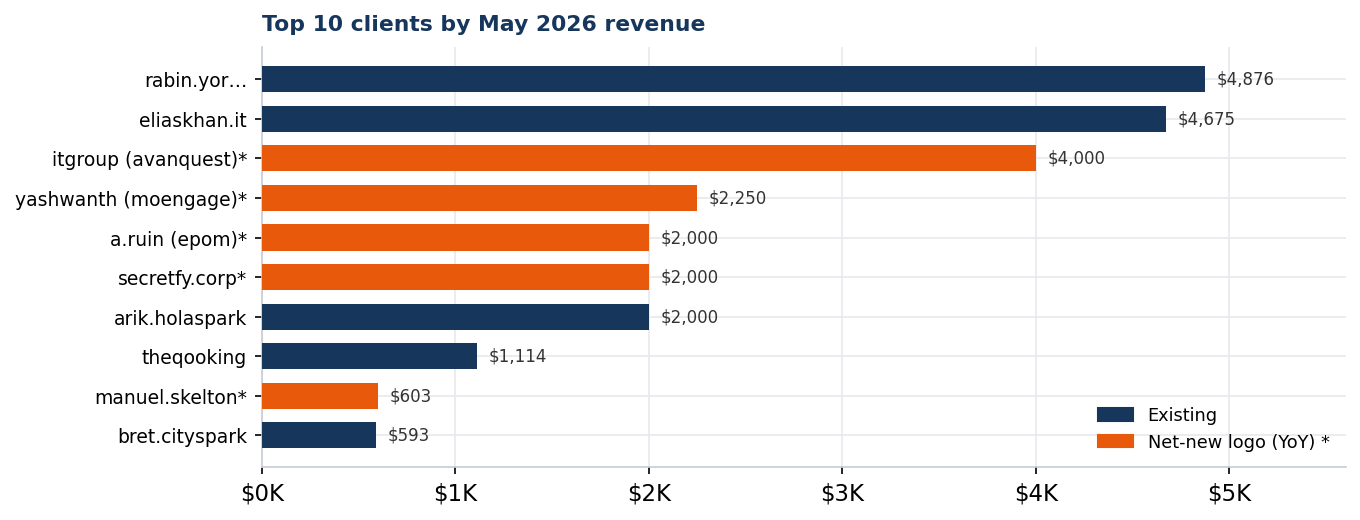 Top 10 clients by May 2026 revenue
rabin.yor... $4,876
eliaskhan.it $4,675
itgroup (avanquest)* $4,000
yashwanth (moengage)* $2,250
a.ruin (epom)* $2,000
secretfy.corp* $2,000
arik.holaspark $2,000
theqooking $1,114
manuel.skelton* $603
bret.cityspark $593
Existing
Net-new logo (YoY) *
$0K $1K $2K $3K $4K $5K